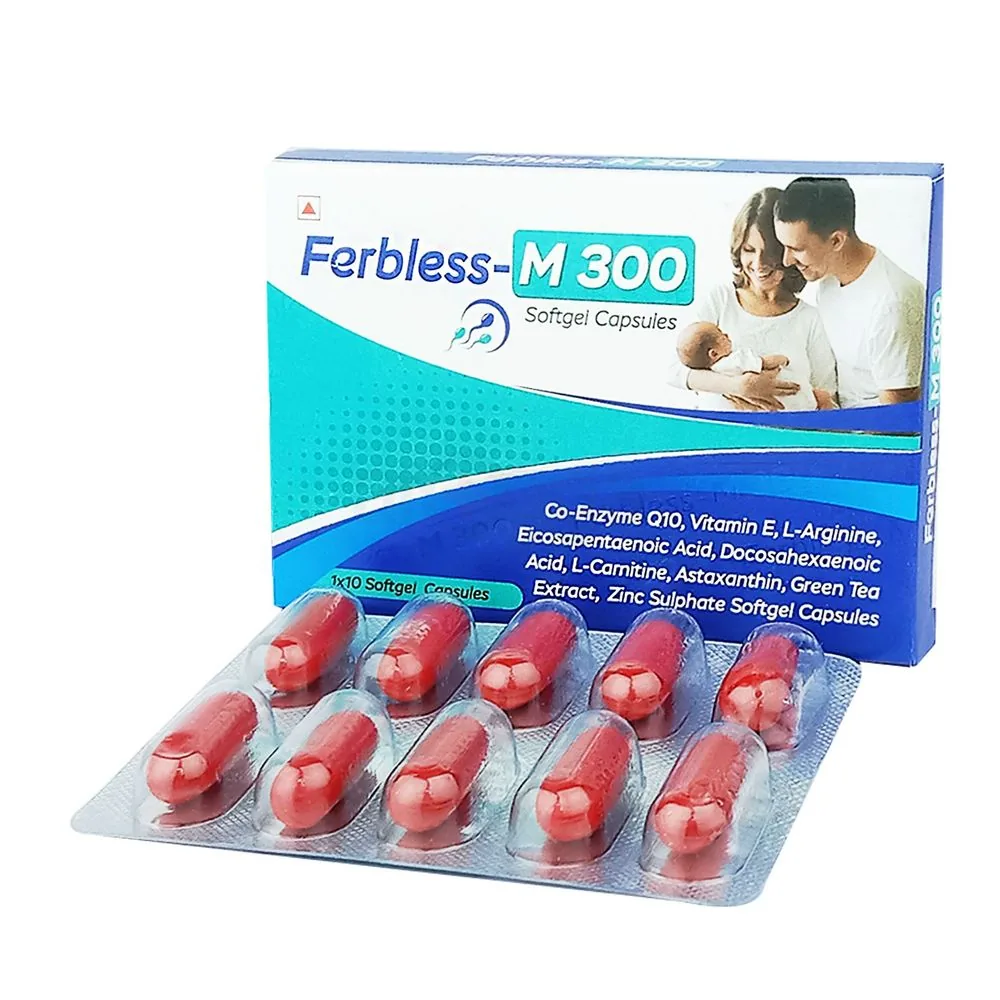 Ferbless-M 300
Ferbless-M 300
Softgel Capsules
Co-Enzyme Q10, Vitamin E, L-Arginine,
Eicosapentaenoic Acid, Docosahexaenoic
Acid, L-Carnitine, Astaxanthin, Green Tea
Extract, Zinc Sulphate Softgel Capsules
1x10 Softgel Capsules
Ferbless-M 300